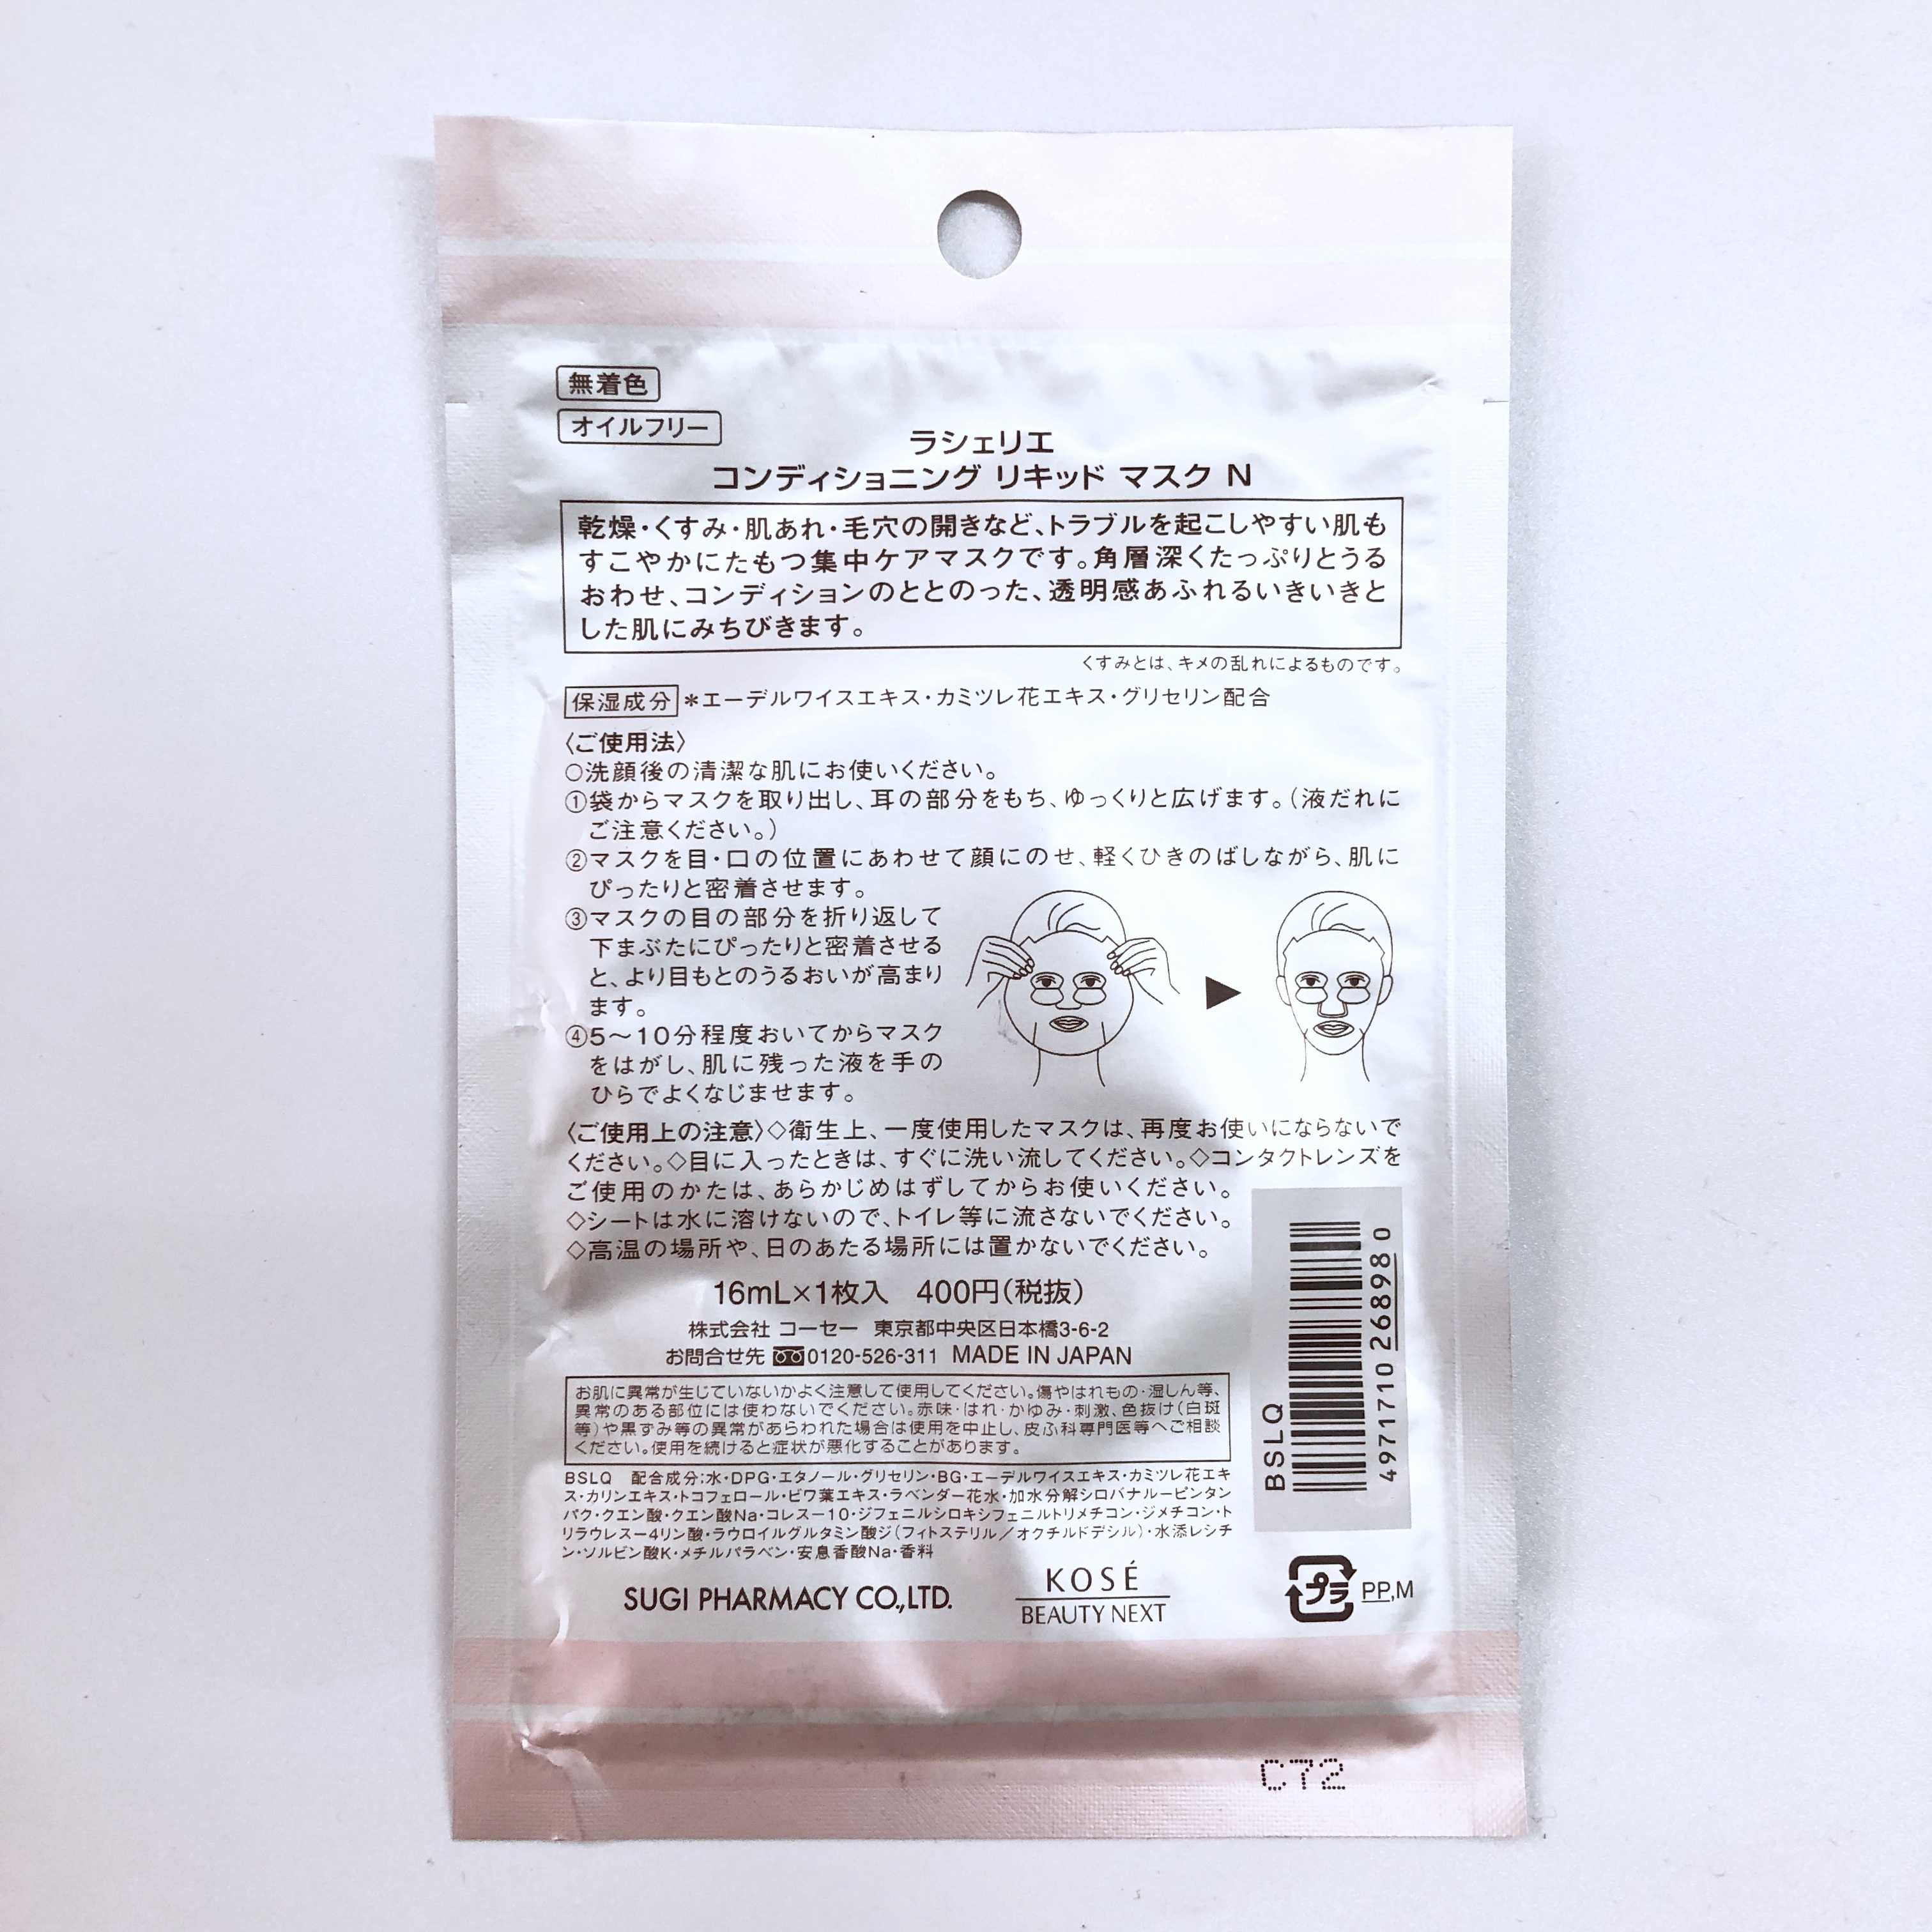 無着色
オイルフリー
ラシェリエ
コンディショニング リキッド マスク N
乾燥・くすみ・肌あれ・毛穴の開きなど、トラブルを起こしやすい肌も
すこやかにたもつ集中ケアマスクです。角層深くたっぷりとうる
おわせ、コンディションのととのった、透明感あふれるいきいきと
した肌にみちびきます。
くすみとは、キメの乱れによるものです。
保湿成分 *エーデルワイスエキス・カミツレ花エキス・グリセリン配合
〈ご使用法〉
○洗顔後の清潔な肌にお使いください。
①袋からマスクを取り出し、耳の部分をもち、ゆっくりと広げます。(液だれに
ご注意ください。)
②マスクを目・口の位置にあわせて顔にのせ、軽くひきのばしながら、肌に
ぴったりと密着させます。
③マスクの目の部分を折り返して
下まぶたにぴったりと密着させる
と、より目もとのうるおいが高まり
ます。
④5〜10分程度おいてからマスク
をはがし、肌に残った液を手の
ひらでよくなじませます。
〈ご使用上の注意〉◇衛生上、一度使用したマスクは、再度お使いにならないで
ください。◇目に入ったときは、すぐに洗い流してください。◇コンタクトレンズを
ご使用のかたは、あらかじめはずしてからお使いください。
◇シートは水に溶けないので、トイレ等に流さないでください。
◇高温の場所や、日のあたる場所には置かないでください。
16mL×1枚入 400円(税抜)
株式会社 コーセー 東京都中央区日本橋3-6-2
お問合せ先 0120-526-311 MADE IN JAPAN
お肌に異常が生じていないかよく注意して使用してください。傷やはれもの・湿しん等、
異常のある部位には使わないでください。赤味・はれ・かゆみ・刺激、色抜け(白斑
等)や黒ずみ等の異常があらわれた場合は使用を中止し、皮ふ科専門医等へご相談
ください。使用を続けると症状が悪化することがあります。
BSLQ 配合成分:水・DPG・エタノール・グリセリン・BG・エーデルワイスエキス・カミツレ花エキ
ス・カリンエキス・トコフェロール・ビワ葉エキス・ラベンダー花水・加水分解シロバナルーピンタン
パク・クエン酸・クエン酸Na・コレスー10・ジフェニルシロキシフェニルトリメチコン・ジメチコン・ト
リラウレスー4リン酸・ラウロイルグルタミン酸ジ(フィトステリル/オクチルドデシル)・水添レシチ
ン・ソルビン酸K・メチルパラベン・安息香酸Na・香料
BSLQ
4971710 268980
SUGI PHARMACY CO.,LTD.
KOSÉ
BEAUTY NEXT
プラ PP,M
C72